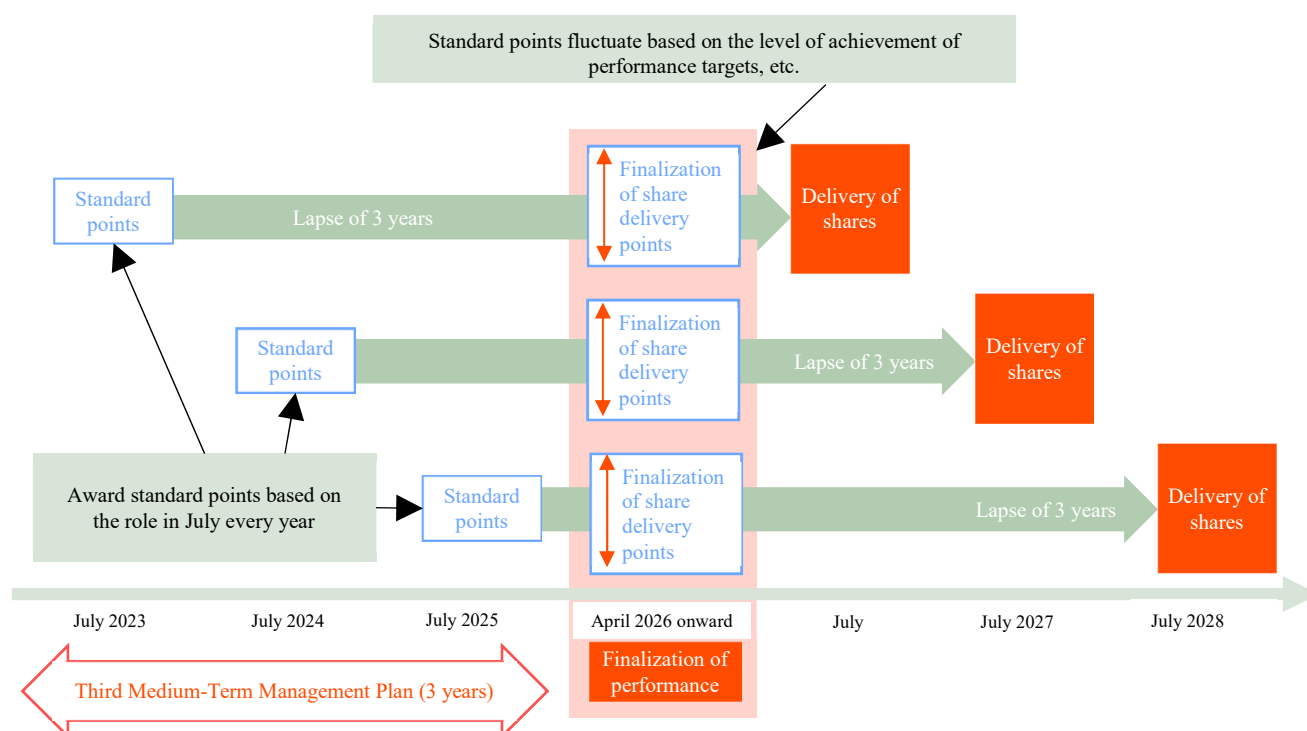 Standard points fluctuate based on the level of achievement of
performance targets, etc.
Standard
points
Lapse of 3 years
Finalization
of share
delivery
points
Delivery of
shares
Standard
points
Finalization
of share
delivery
points
Lapse of 3 years
Delivery of
shares
Award standard points based on
the role in July every year
Standard
points
Finalization
of share
delivery
points
Lapse of 3 years
Delivery of
shares
July 2023
July 2024
July 2025
April 2026 onward
July
July 2027
July 2028
Third Medium-Term Management Plan (3 years)
Finalization of
performance